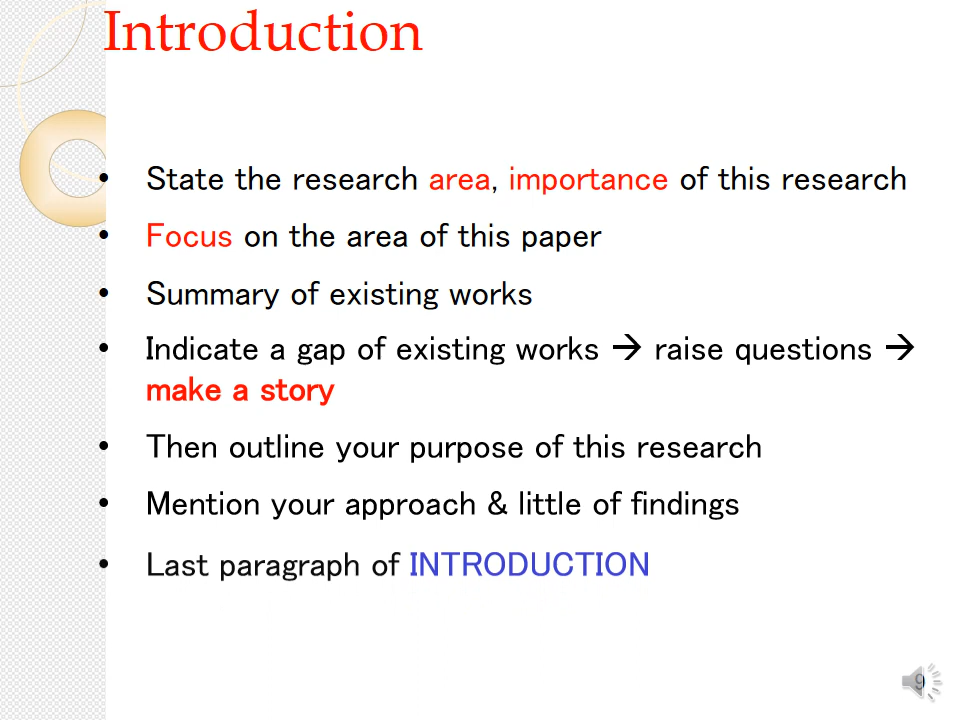 Introduction
• State the research area, importance of this research
• Focus on the area of this paper
• Summary of existing works
• Indicate a gap of existing works → raise questions →
make a story
• Then outline your purpose of this research
• Mention your approach & little of findings
• Last paragraph of INTRODUCTION
9